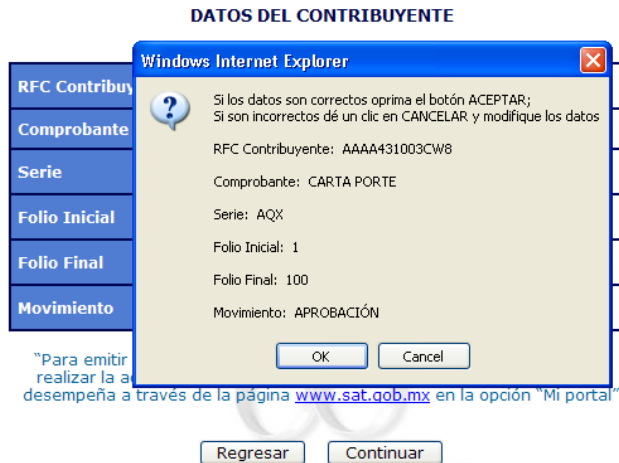 DATOS DEL CONTRIBUYENTE
Windows Internet Explorer
Si los datos son correctos oprima el botón ACEPTAR;
Si son incorrectos dé un clic en CANCELAR y modifique los datos
RFC Contribuyente: AAAA431003CW8
Comprobante: CARTA PORTE
Serie: AQX
Folio Inicial: 1
Folio Final: 100
Movimiento: APROBACIÓN
OK
Cancel
RFC Contribuy
Comprobante
Serie
Folio Inicial
Folio Final
Movimiento
"Para emitir
realizar la a
desempeña a través de la página www.sat.gob.mx en la opción "Mi portal"
Regresar
Continuar